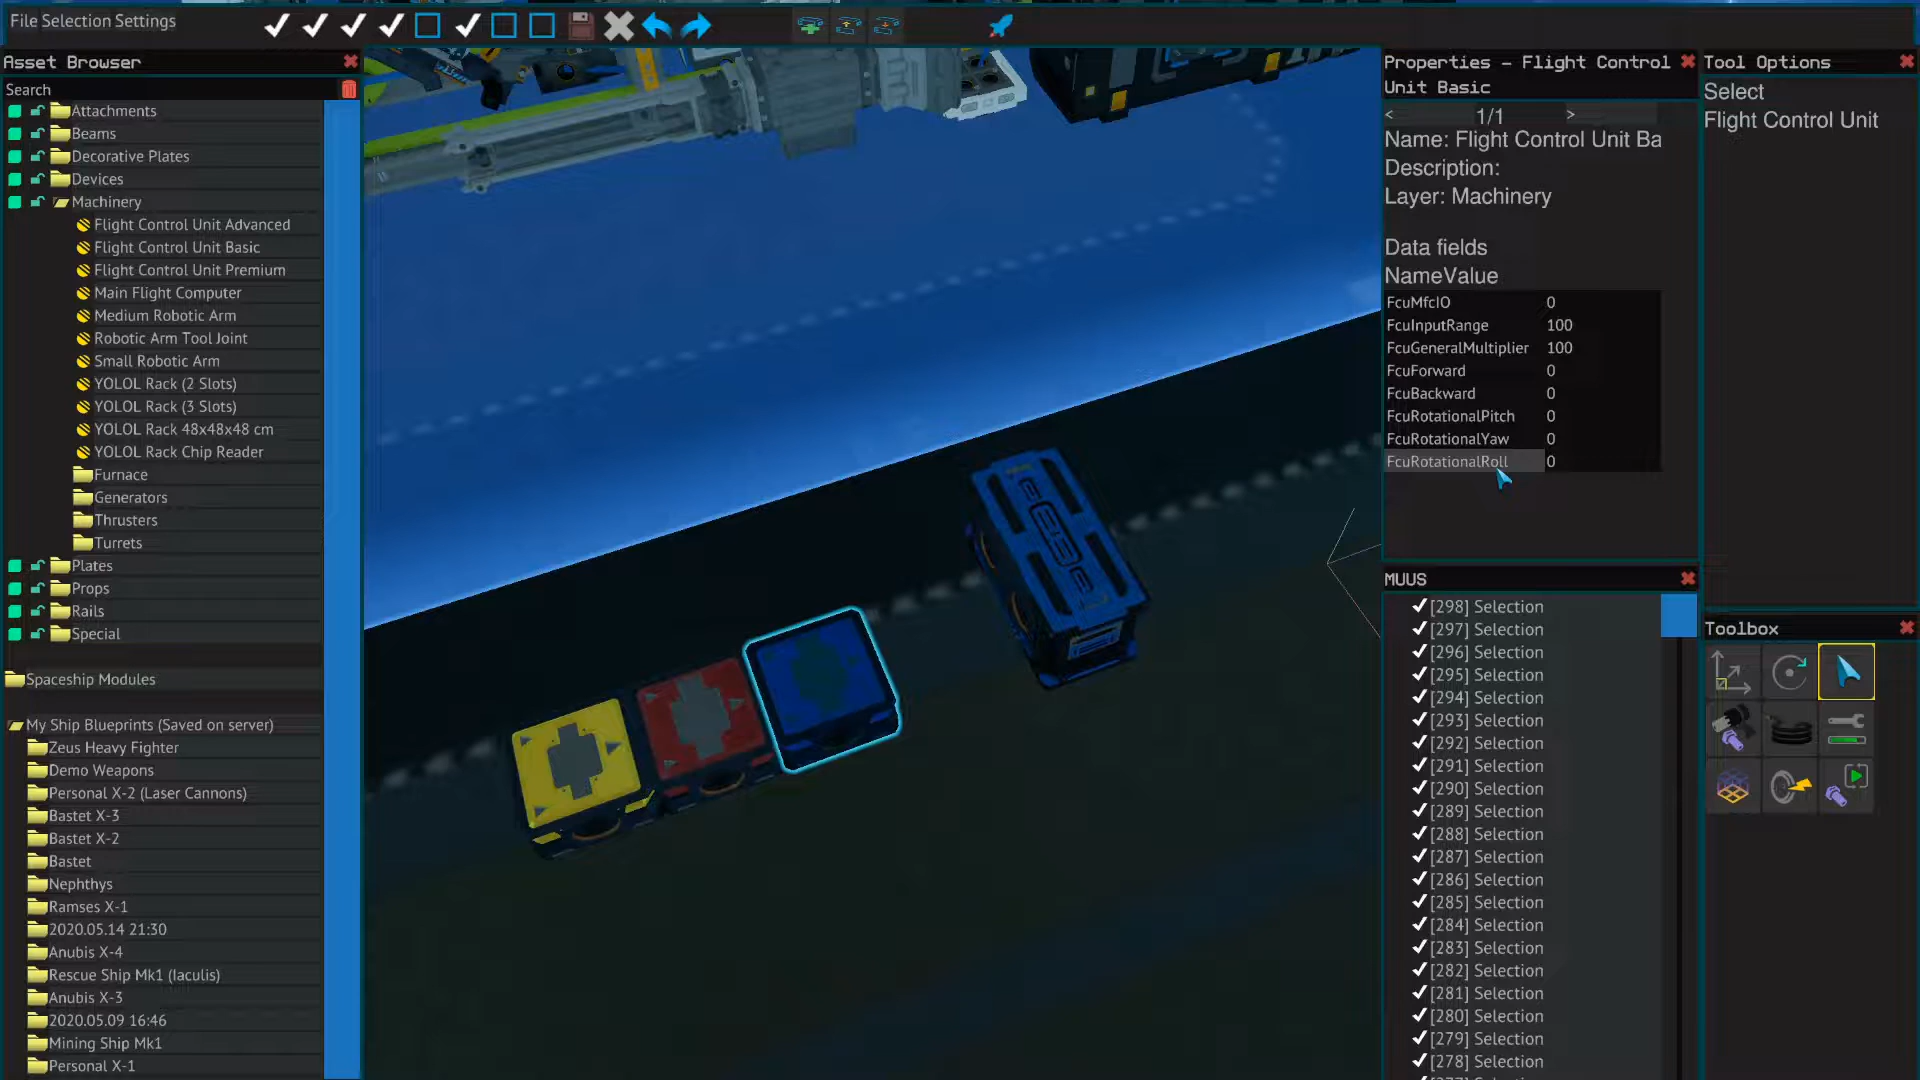 File Selection Settings
Asset Browser
Search
Attachments
Beams
Decorative Plates
Devices
Machinery
Flight Control Unit Advanced
Flight Control Unit Basic
Flight Control Unit Premium
Main Flight Computer
Medium Robotic Arm
Robotic Arm Tool Joint
Small Robotic Arm
YOLOL Rack (2 Slots)
YOLOL Rack (3 Slots)
YOLOL Rack 48x48x48 cm
YOLOL Rack Chip Reader
Furnace
Generators
Thrusters
Turrets
Plates
Props
Rails
Special
Spaceship Modules
My Ship Blueprints (Saved on server)
Zeus Heavy Fighter
Demo Weapons
Personal X-2 (Laser Cannons)
Bastet X-3
Bastet X-2
Bastet
Nephthys
Ramses X-1
2020.05.14 21:30
Anubis X-4
Rescue Ship Mk1 (Iaculis)
Anubis X-3
2020.05.09 16:46
Mining Ship Mk1
Personal X-1
Properties - Flight Control
Unit Basic
< 1/1 >
Name: Flight Control Unit Ba
Description:
Layer: Machinery
Data fields
NameValue
FcuMfcIO 0
FcuInputRange 100
FcuGeneralMultiplier 100
FcuForward 0
FcuBackward 0
FcuRotationalPitch 0
FcuRotationalYaw 0
FcuRotationalRoll 0
MUUS
[298] Selection
[297] Selection
[296] Selection
[295] Selection
[294] Selection
[293] Selection
[292] Selection
[291] Selection
[290] Selection
[289] Selection
[288] Selection
[287] Selection
[286] Selection
[285] Selection
[284] Selection
[283] Selection
[282] Selection
[281] Selection
[280] Selection
[279] Selection
[278] Selection
Tool Options
Select
Flight Control Unit
Toolbox